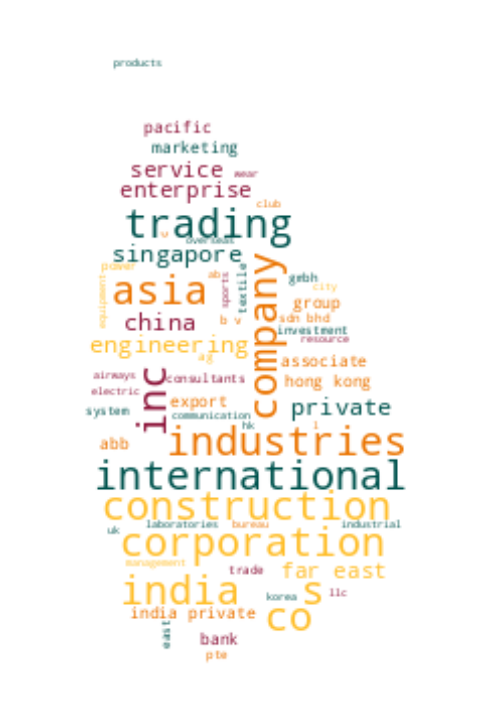 products
pacific
marketing
service
wear
enterprise
club
trading
v
overseas
singapore
company
power
asia
ab
sports
textile
gmbh
city
equipment
group
china
b v
sdn bhd
investment
resource
engineering
ag
associate
airways
inc
consultants
hong kong
electric
export
private
system
communication
hk
l
abb
industries
international
construction
uk
laboratories
bureau
industrial
corporation
management
trade
far east
india
s
korea
llc
india private
co
east
bank
pte